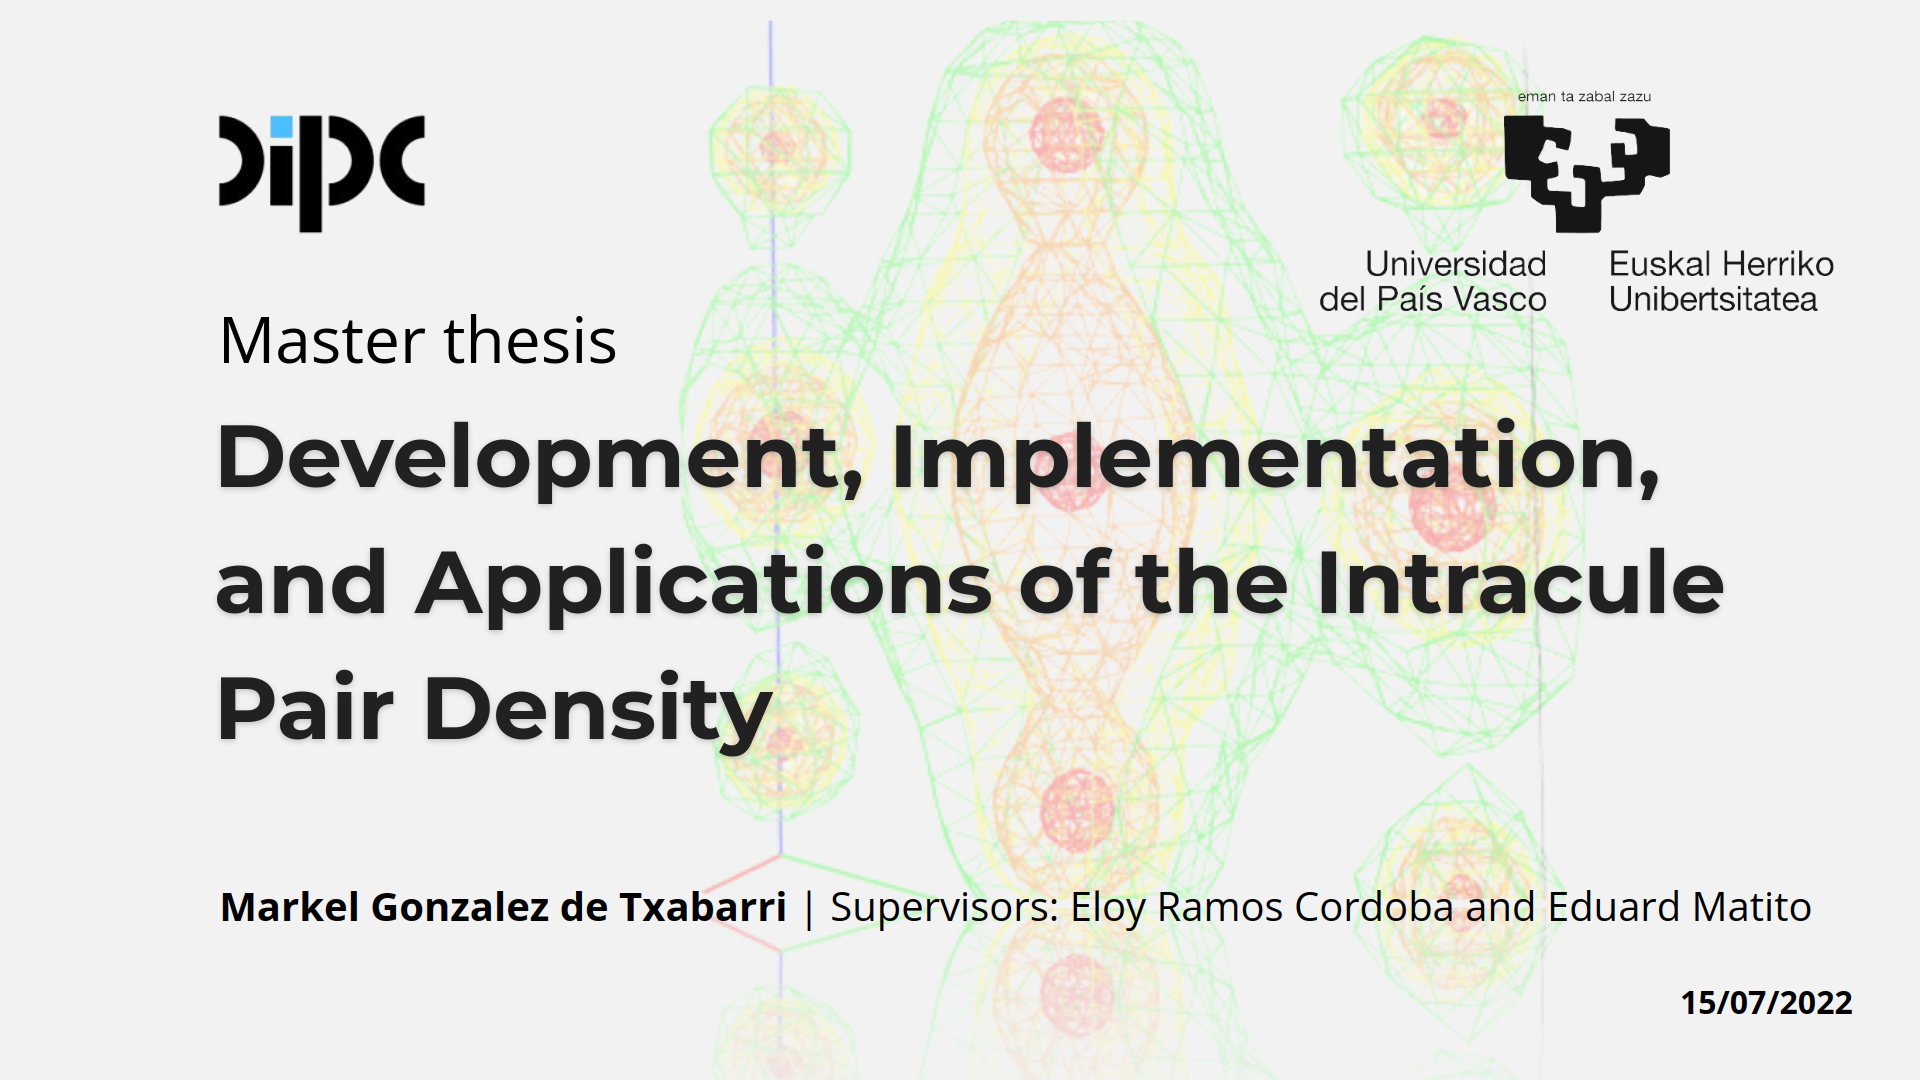 dipc
eman ta zabal zazu
Universidad
del País Vasco
Euskal Herriko
Unibertsitatea
Master thesis
Development, Implementation,
and Applications of the Intracule
Pair Density
Markel Gonzalez de Txabarri | Supervisors: Eloy Ramos Cordoba and Eduard Matito
15/07/2022